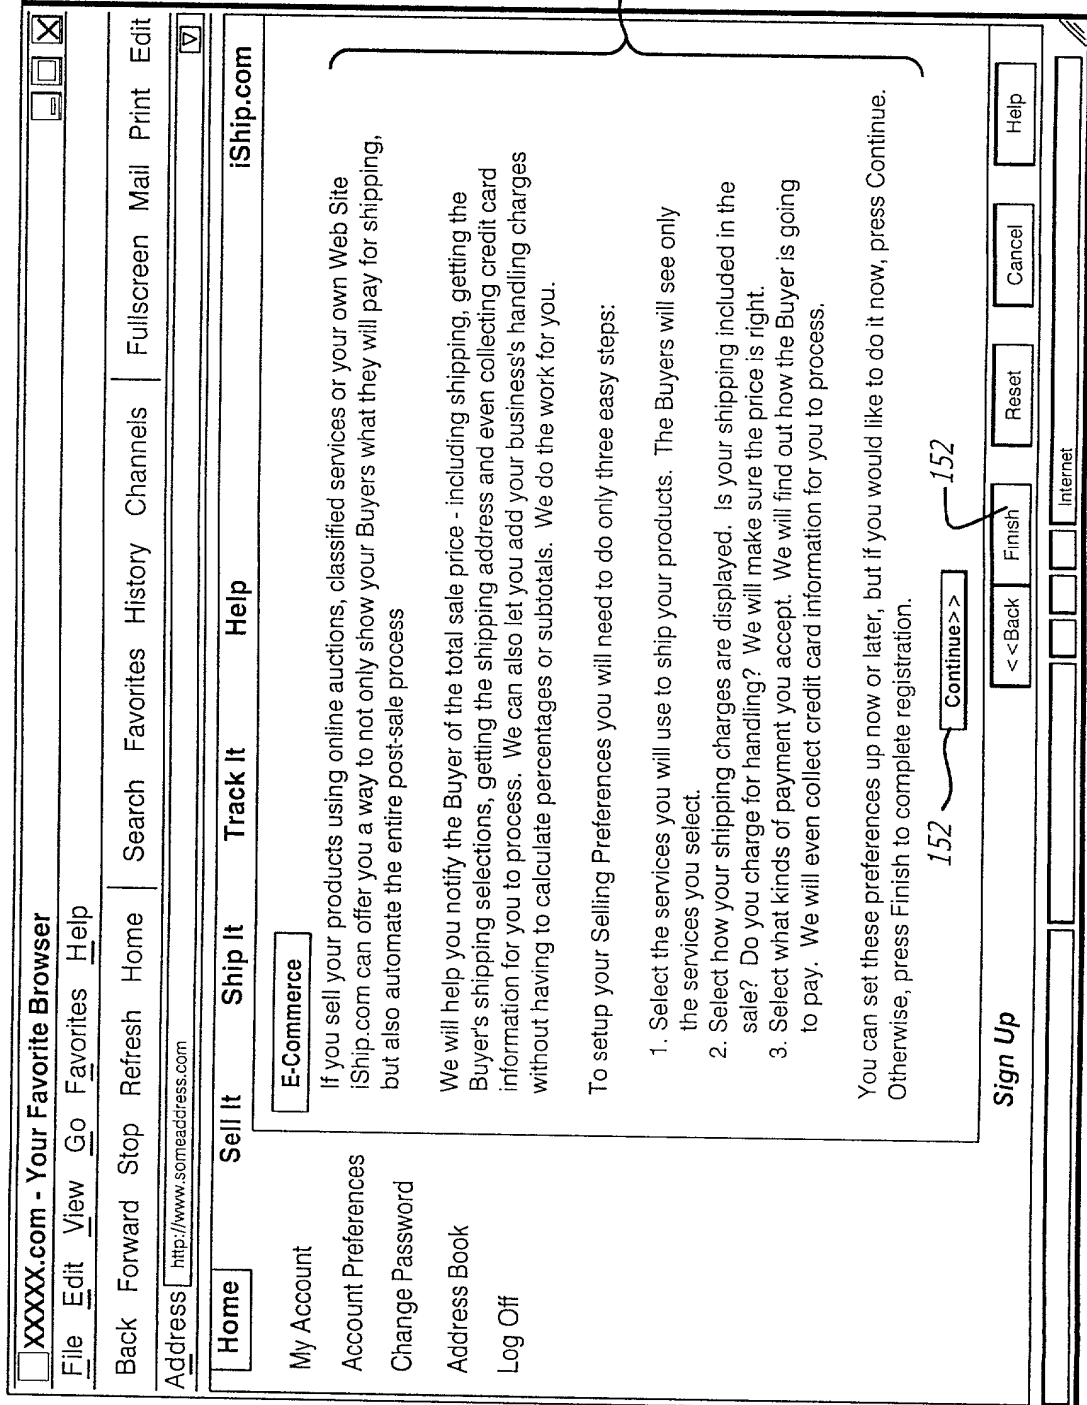 XXXXX.com - Your Favorite Browser
File Edit View Go Favorites Help
Back Forward Stop Refresh Home Search Favorites History Channels Fullscreen Mail Print Edit
Address http://www.someaddress.com
Home Sell It Ship It Track It Help iShip.com
My Account
Account Preferences
Change Password
Address Book
Log Off
E-Commerce
If you sell your products using online auctions, classified services or your own Web Site
iShip.com can offer you a way to not only show your Buyers what they will pay for shipping,
but also automate the entire post-sale process
We will help you notify the Buyer of the total sale price - including shipping, getting the
Buyer's shipping selections, getting the shipping address and even collecting credit card
information for you to process. We can also let you add your business's handling charges
without having to calculate percentages or subtotals. We do the work for you.
To setup your Selling Preferences you will need to do only three easy steps:
1. Select the services you will use to ship your products. The Buyers will see only
the services you select.
2. Select how your shipping charges are displayed. Is your shipping included in the
sale? Do you charge for handling? We will make sure the price is right.
3. Select what kinds of payment you accept. We will find out how the Buyer is going
to pay. We will even collect credit card information for you to process.
You can set these preferences up now or later, but if you would like to do it now, press Continue.
Otherwise, press Finish to complete registration.
152 Continue>> 152
Sign Up <<Back Finish Reset Cancel Help
Internet